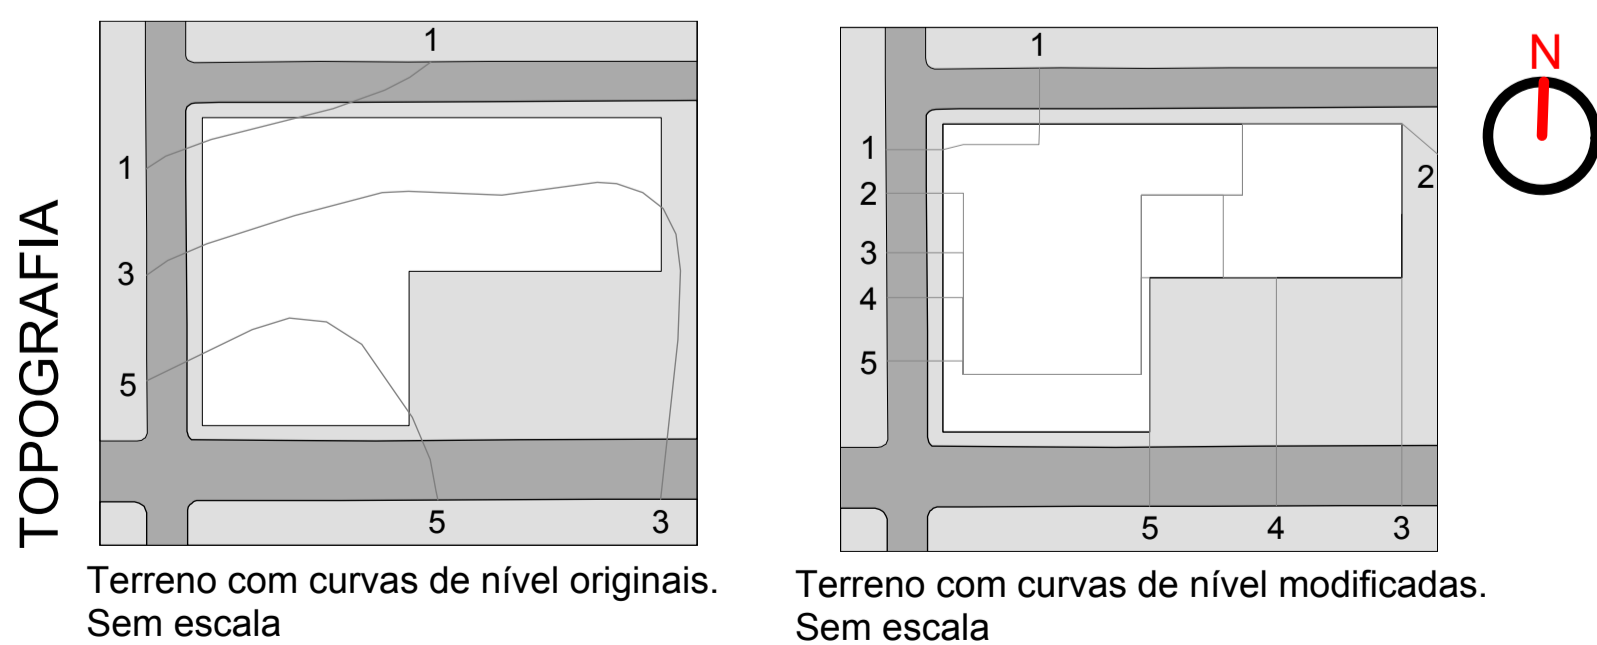 TOPOGRAFIA
1
1
3
5
5
3
Terreno com curvas de nível originais.
Sem escala
1
1
2
3
4
5
2
5
4
3
Terreno com curvas de nível modificadas.
Sem escala
N